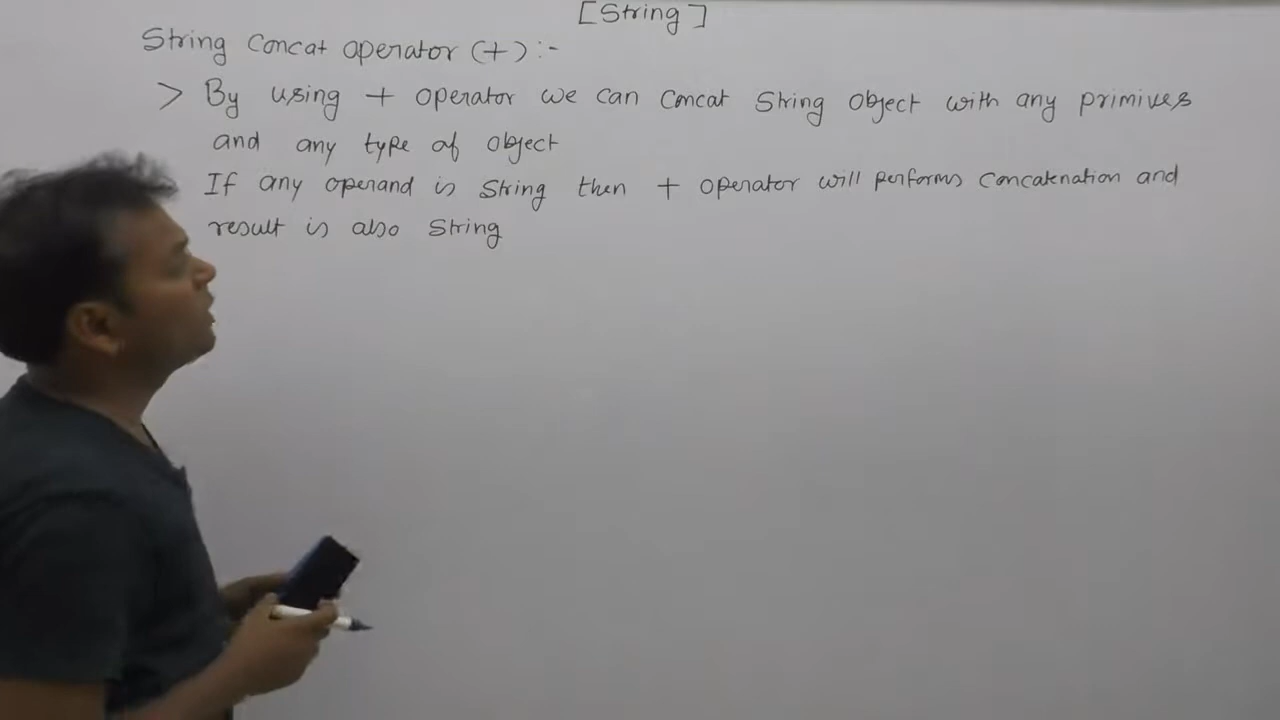 [String]
String Concat operator (+) :-
> By using + operator we can Concat String Object with any primives
and any type of object
If any operand is String then + operator will performs Concatenation and
result is also String